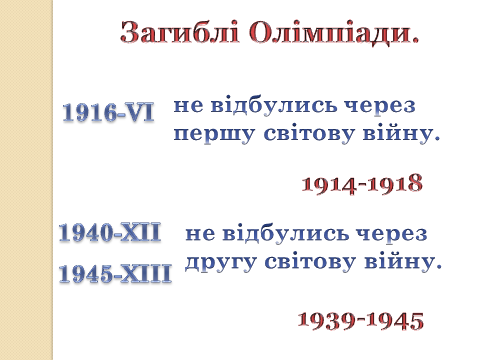 Загиблі Олімпіади.
1916-VI
не відбулись через
першу світову війну.
1914-1918
1940-XII
1945-XIII
не відбулись через
другу світову війну.
1939-1945